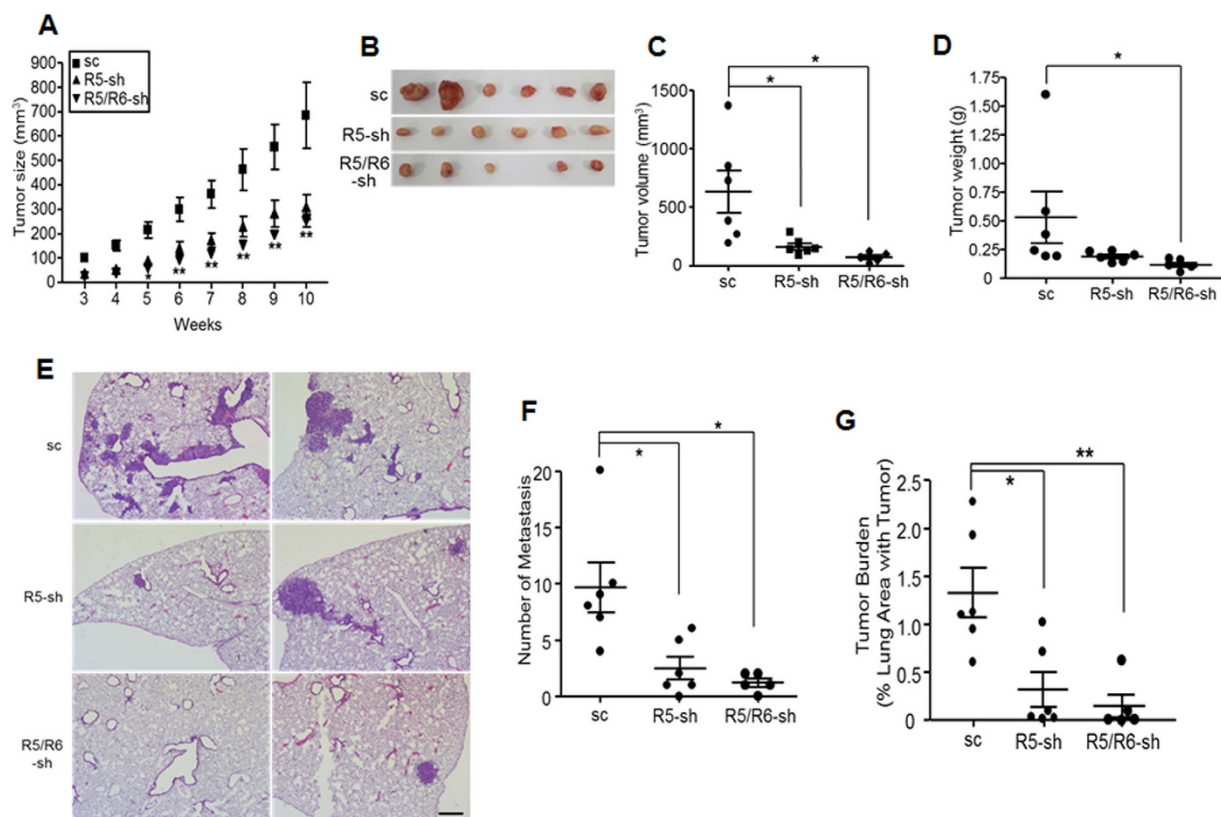 A
Tumor size (mm³)
900
800
700
600
500
400
300
200
100
0
sc
R5-sh
R5/R6-sh
*
**
**
**
**
**
3 4 5 6 7 8 9 10
Weeks
B
sc
R5-sh
R5/R6
-sh
C
Tumor volume (mm³)
1500
1000
500
0
*
*
sc R5-sh R5/R6-sh
D
Tumor weight (g)
1.75
1.50
1.25
1.00
0.75
0.50
0.25
0
*
sc R5-sh R5/R6-sh
E
sc
R5-sh
R5/R6
-sh
F
Number of Metastasis
20
15
10
5
0
*
*
sc R5-sh R5/R6-sh
G
Tumor Burden
(% Lung Area with Tumor)
2.5
2.0
1.5
1.0
0.5
0
**
*
sc R5-sh R5/R6-sh